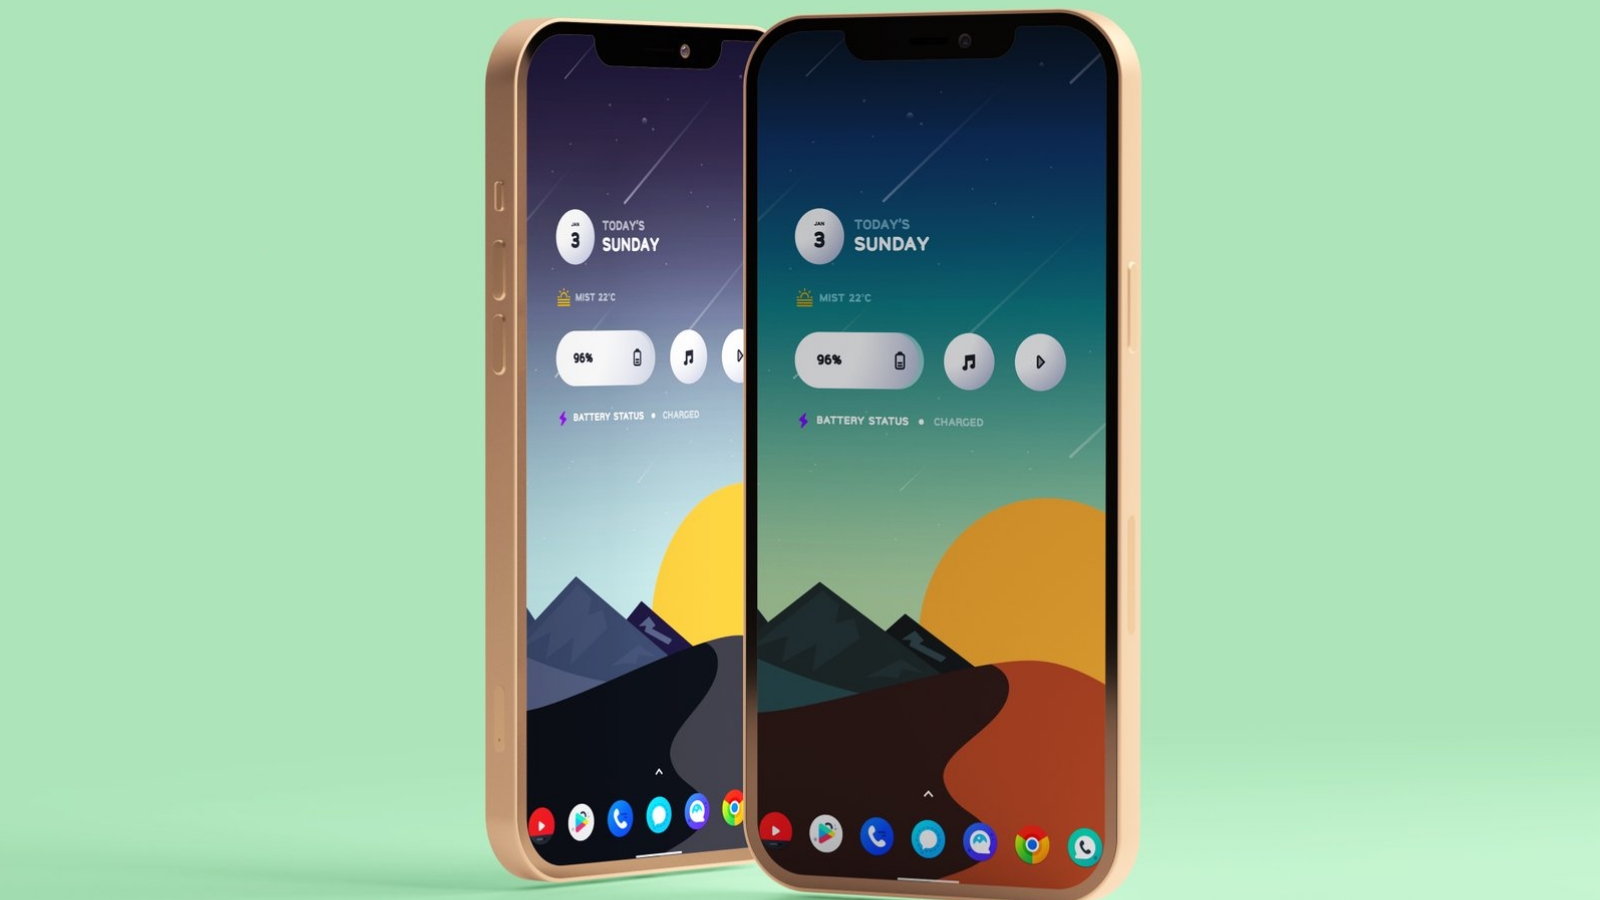 JAN
3
TODAY'S
SUNDAY
MIST 22°C
96%
BATTERY STATUS • CHARGED
JAN
3
TODAY'S
SUNDAY
MIST 22°C
96%
BATTERY STATUS • CHARGED